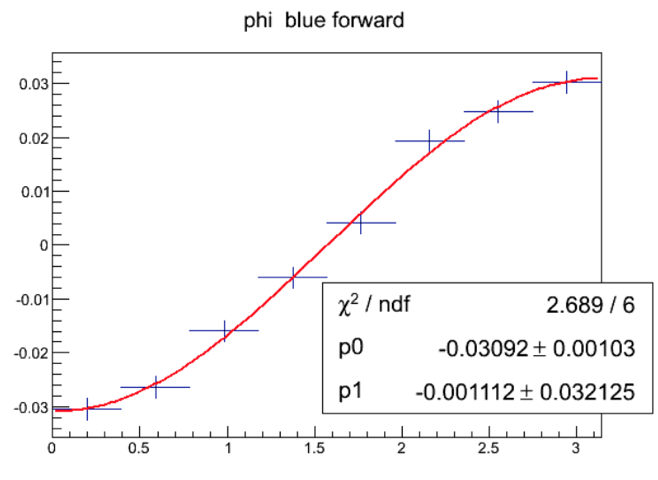 phi blue forward
0.03
0.02
0.01
0
-0.01
-0.02
-0.03
0 0.5 1 1.5 2 2.5 3
χ² / ndf 2.689 / 6
p0 -0.03092 ± 0.00103
p1 -0.001112 ± 0.032125